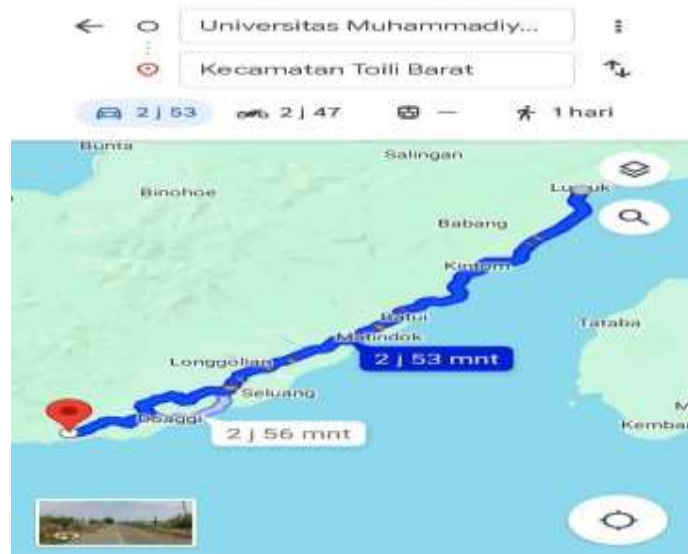 Universitas Muhammadiy...
Kecamatan Toili Barat
2 j 53 2 j 47 — 1 hari
Bunta
Salingan
Binohoe
Luwuk
Babang
Kintom
Batui
Tataba
Matindok
2 j 53 mnt
Longgolian
Seluang
2 j 56 mnt
Kemba